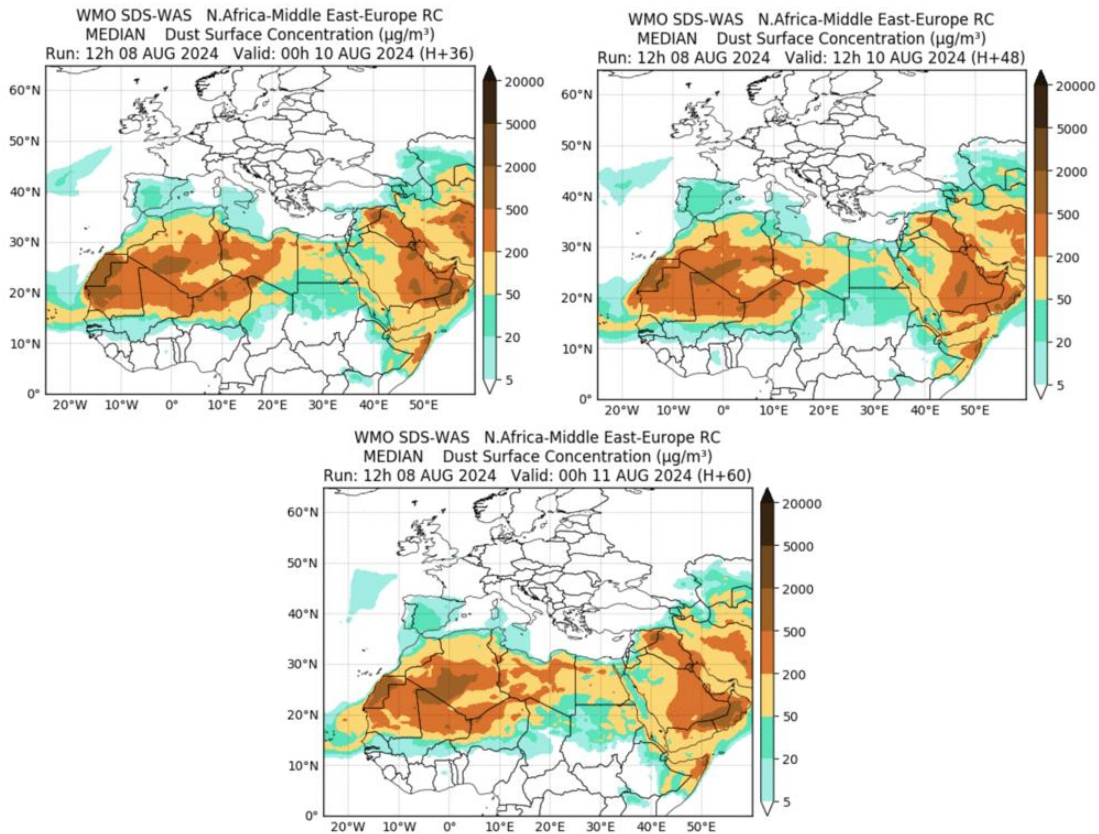 WMO SDS-WAS N.Africa-Middle East-Europe RC
MEDIAN Dust Surface Concentration (µg/m³)
Run: 12h 08 AUG 2024 Valid: 00h 10 AUG 2024 (H+36)
60°N
50°N
40°N
30°N
20°N
10°N
0°
20°W 10°W 0° 10°E 20°E 30°E 40°E 50°E
20000
5000
2000
500
200
50
20
5
WMO SDS-WAS N.Africa-Middle East-Europe RC
MEDIAN Dust Surface Concentration (µg/m³)
Run: 12h 08 AUG 2024 Valid: 12h 10 AUG 2024 (H+48)
60°N
50°N
40°N
30°N
20°N
10°N
0°
20°W 10°W 0° 10°E 20°E 30°E 40°E 50°E
20000
5000
2000
500
200
50
20
5
WMO SDS-WAS N.Africa-Middle East-Europe RC
MEDIAN Dust Surface Concentration (µg/m³)
Run: 12h 08 AUG 2024 Valid: 00h 11 AUG 2024 (H+60)
60°N
50°N
40°N
30°N
20°N
10°N
0°
20°W 10°W 0° 10°E 20°E 30°E 40°E 50°E
20000
5000
2000
500
200
50
20
5